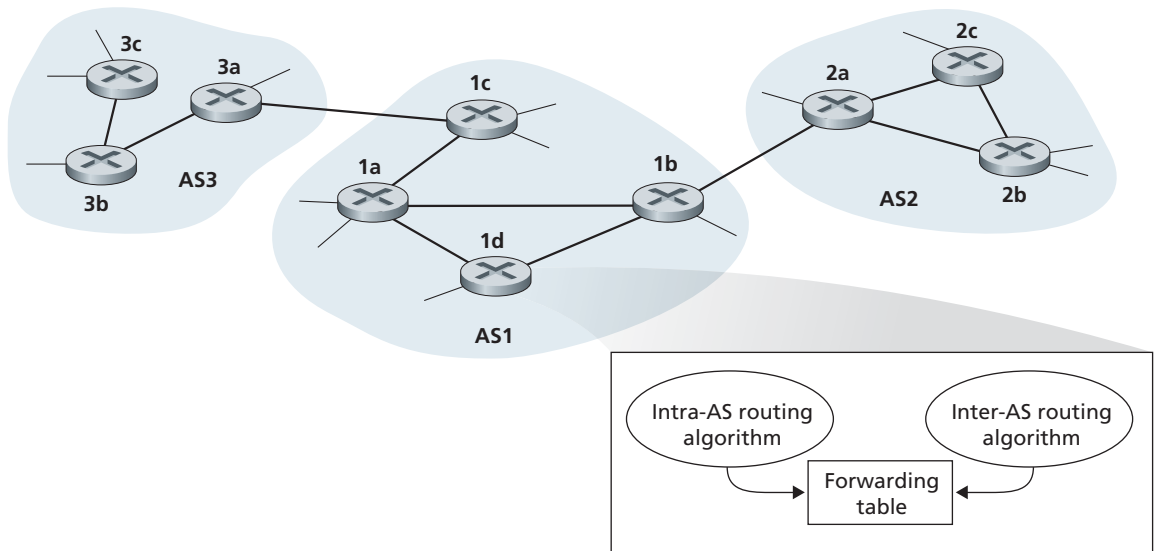 3c
3a
3b
AS3
1c
1a
1b
1d
AS1
2c
2a
2b
AS2
Intra-AS routing
algorithm
Inter-AS routing
algorithm
Forwarding
table